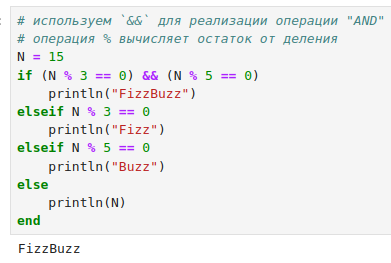 # используем `&&` для реализации операции "AND"
# операция % вычисляет остаток от деления
N = 15
if (N % 3 == 0) && (N % 5 == 0)
    println("FizzBuzz")
elseif N % 3 == 0
    println("Fizz")
elseif N % 5 == 0
    println("Buzz")
else
    println(N)
end
FizzBuzz